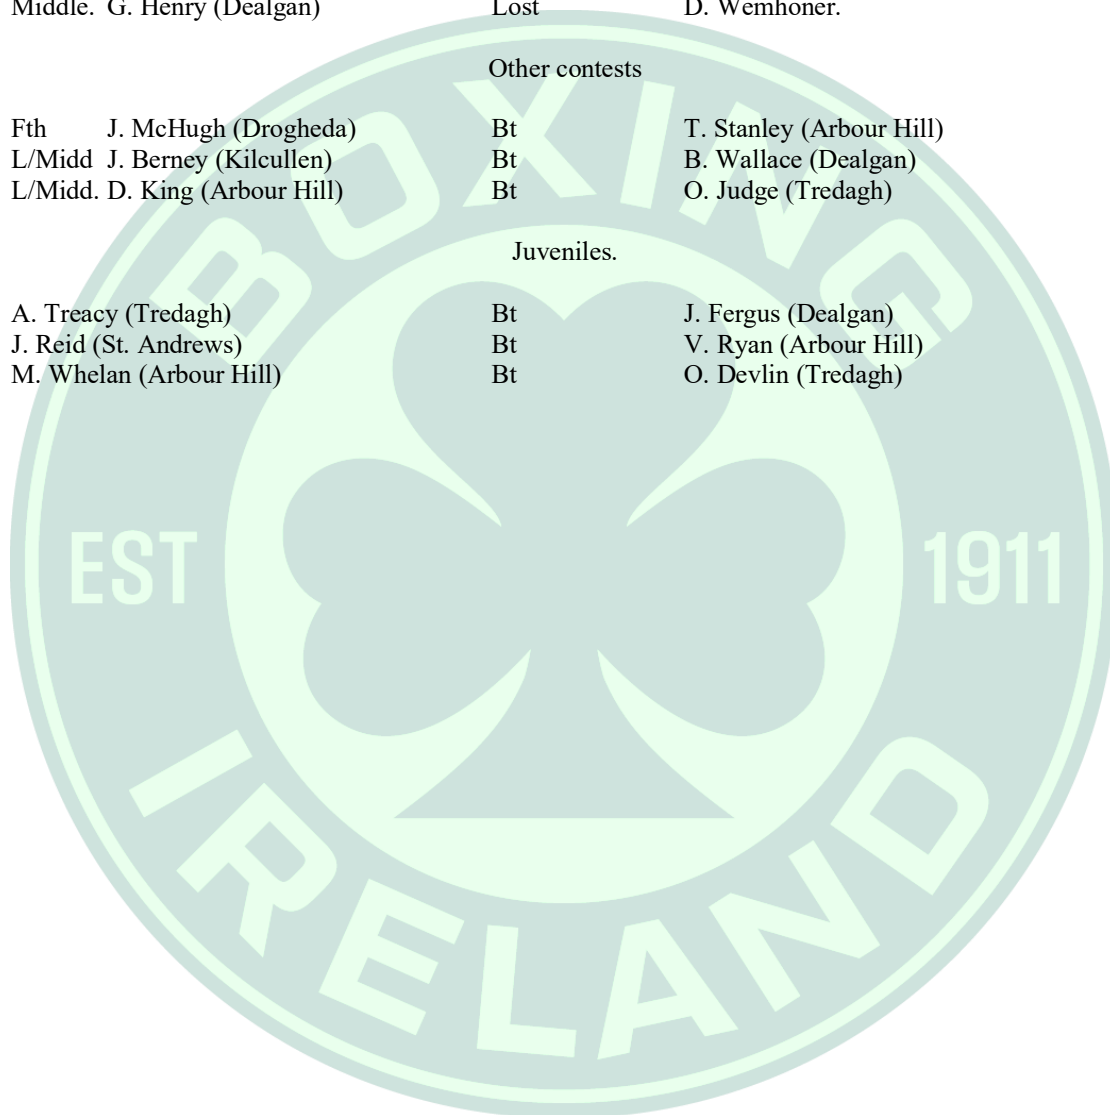 Middle. G. Henry (Dealgan) Lost D. Wemhoner.
Other contests
Fth J. McHugh (Drogheda) Bt T. Stanley (Arbour Hill)
L/Midd J. Berney (Kilcullen) Bt B. Wallace (Dealgan)
L/Midd. D. King (Arbour Hill) Bt O. Judge (Tredagh)
Juveniles.
A. Treacy (Tredagh) Bt J. Fergus (Dealgan)
J. Reid (St. Andrews) Bt V. Ryan (Arbour Hill)
M. Whelan (Arbour Hill) Bt O. Devlin (Tredagh)
BOXING
EST 1911
IRELAND